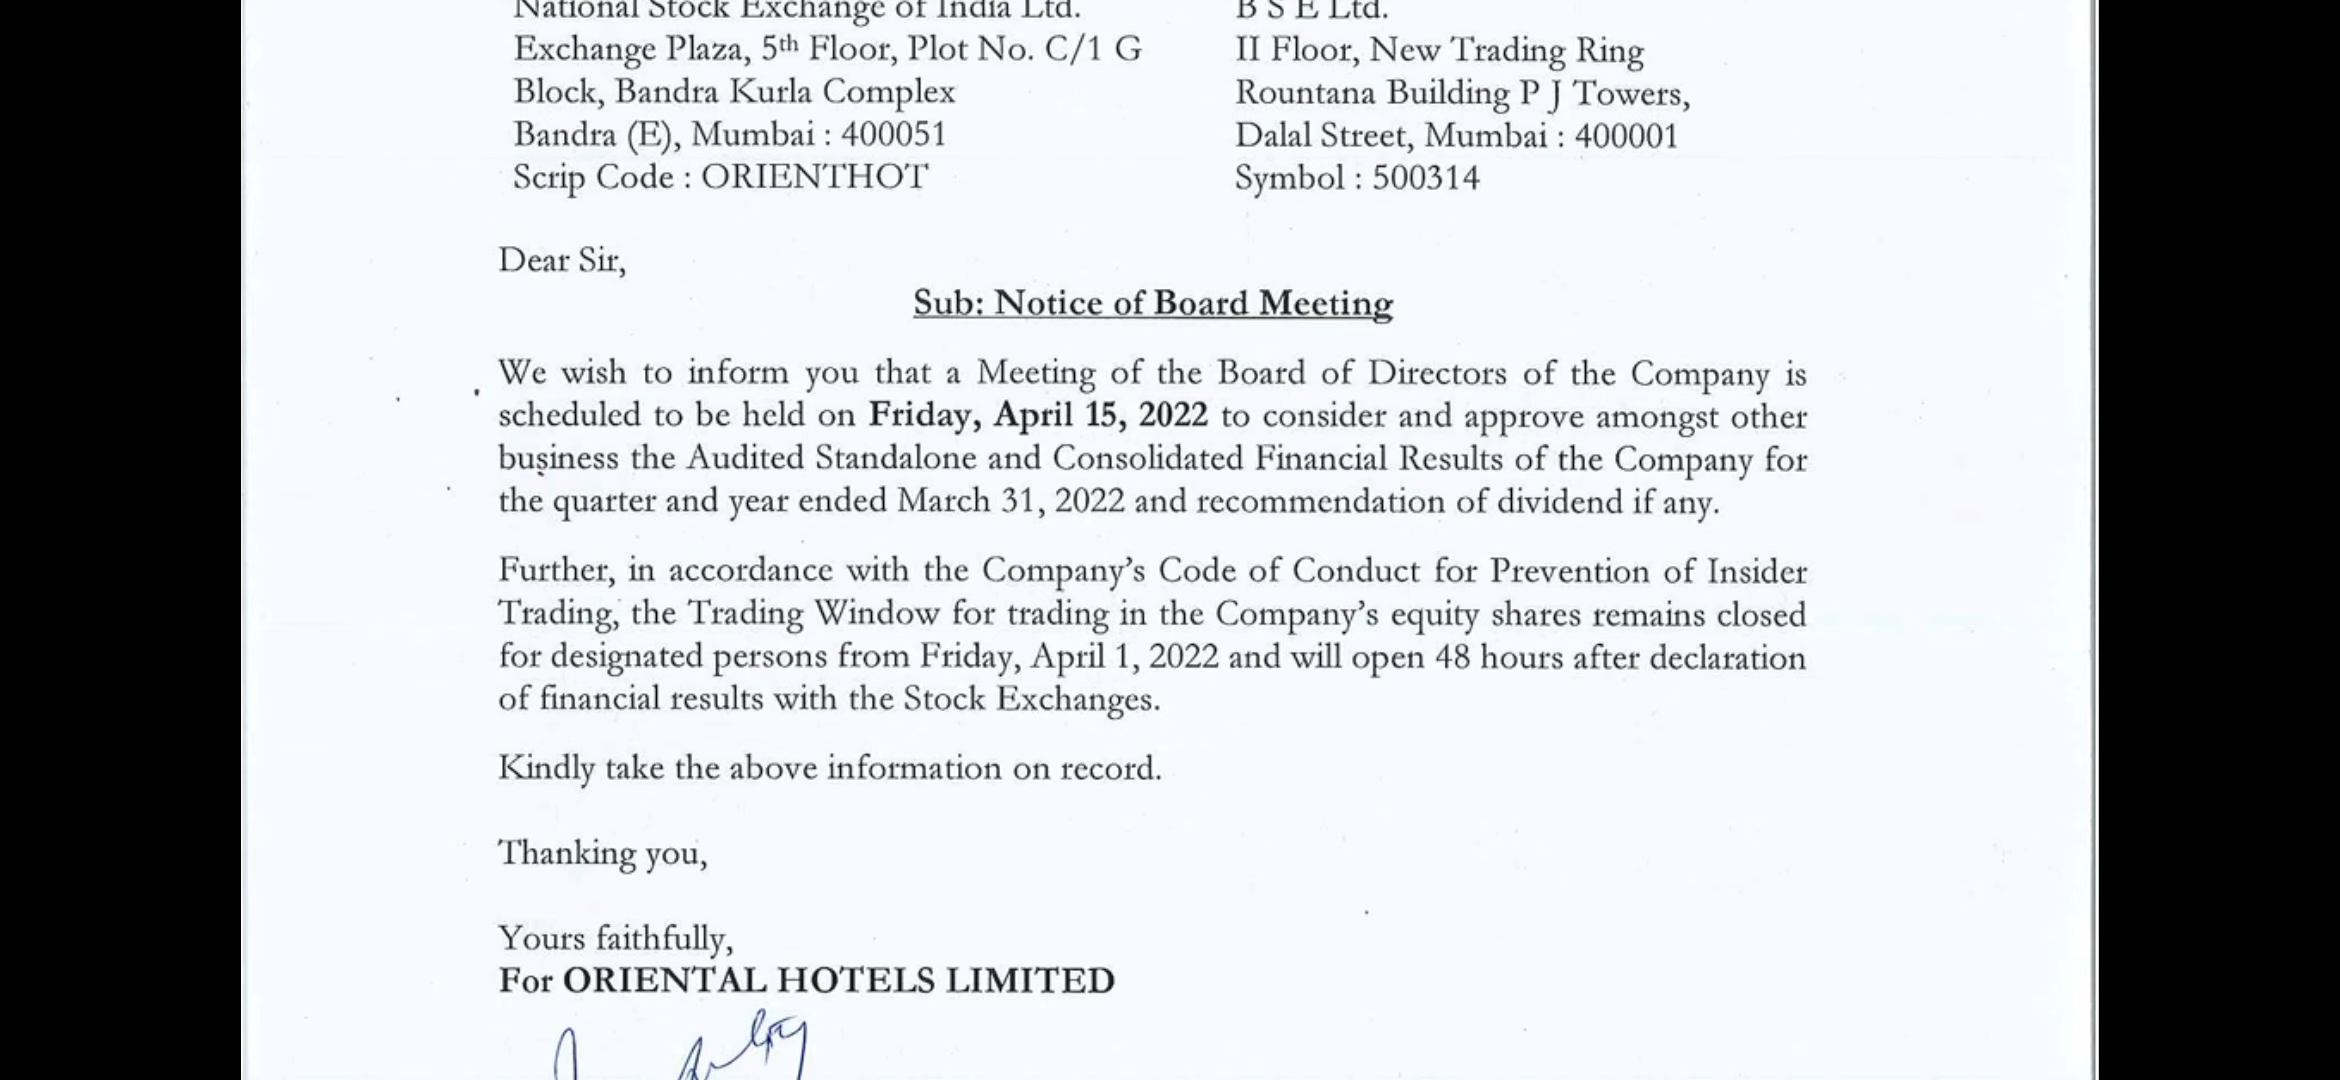 National Stock Exchange of India Ltd.
Exchange Plaza, 5th Floor, Plot No. C/1 G
Block, Bandra Kurla Complex
Bandra (E), Mumbai : 400051
Scrip Code : ORIENTHOT
B S E Ltd.
II Floor, New Trading Ring
Rountana Building P J Towers,
Dalal Street, Mumbai : 400001
Symbol : 500314
Dear Sir,
Sub: Notice of Board Meeting
We wish to inform you that a Meeting of the Board of Directors of the Company is
scheduled to be held on Friday, April 15, 2022 to consider and approve amongst other
business the Audited Standalone and Consolidated Financial Results of the Company for
the quarter and year ended March 31, 2022 and recommendation of dividend if any.
Further, in accordance with the Company's Code of Conduct for Prevention of Insider
Trading, the Trading Window for trading in the Company's equity shares remains closed
for designated persons from Friday, April 1, 2022 and will open 48 hours after declaration
of financial results with the Stock Exchanges.
Kindly take the above information on record.
Thanking you,
Yours faithfully,
For ORIENTAL HOTELS LIMITED